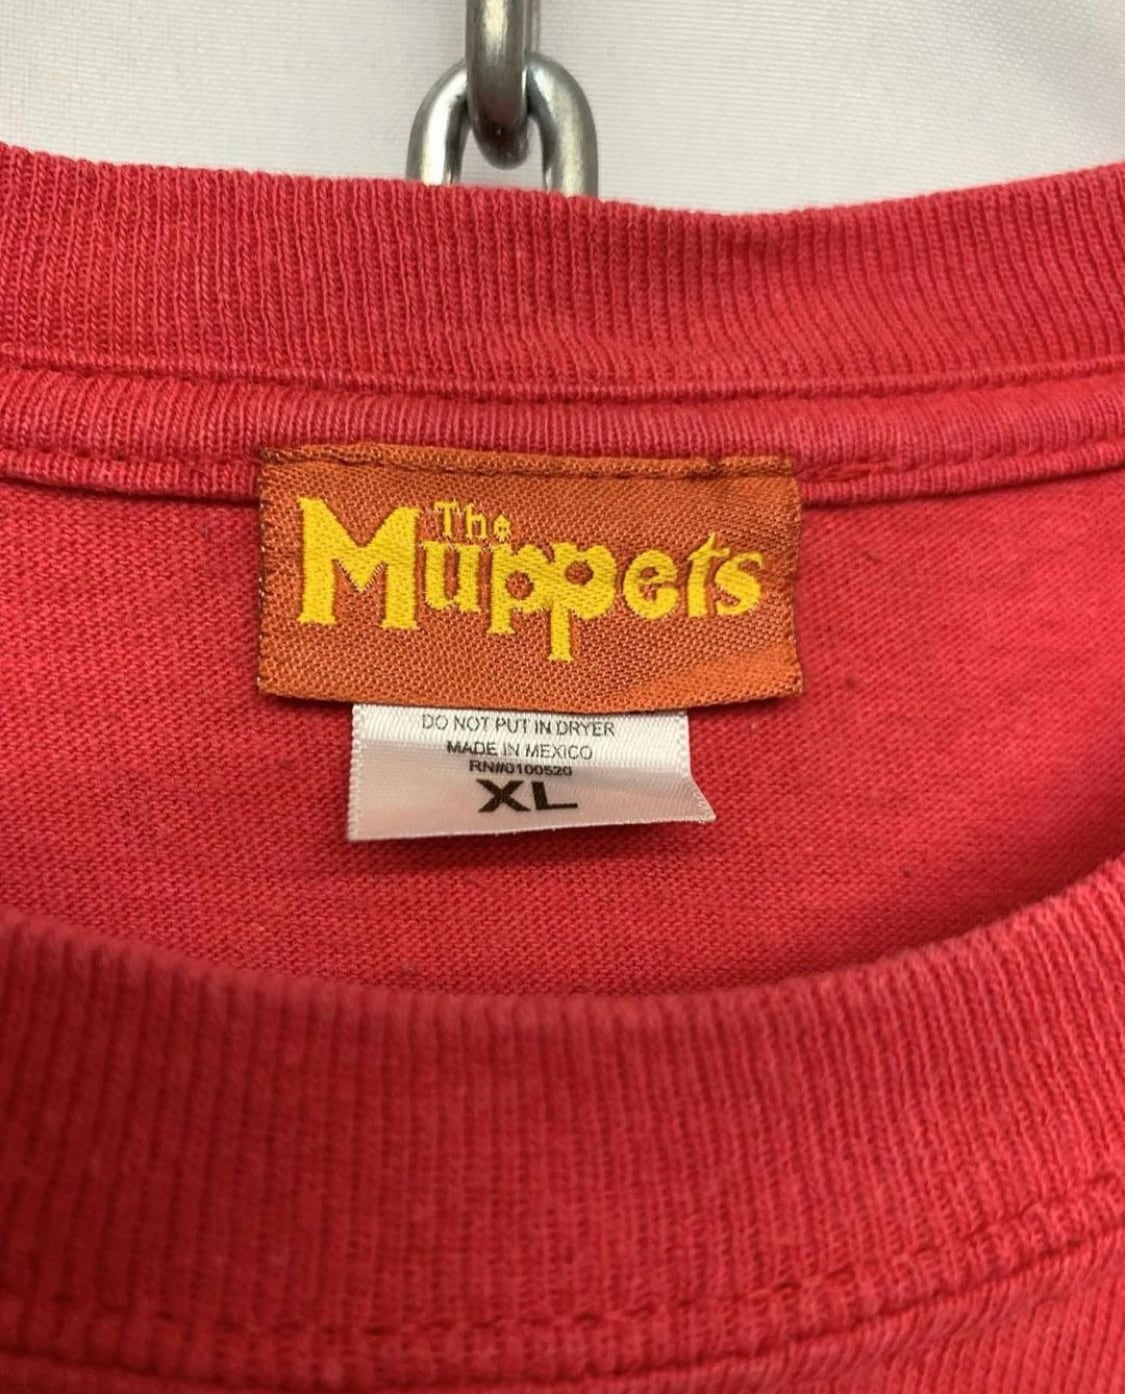 The
Muppets
DO NOT PUT IN DRYER
MADE IN MEXICO
RN#0100520
XL